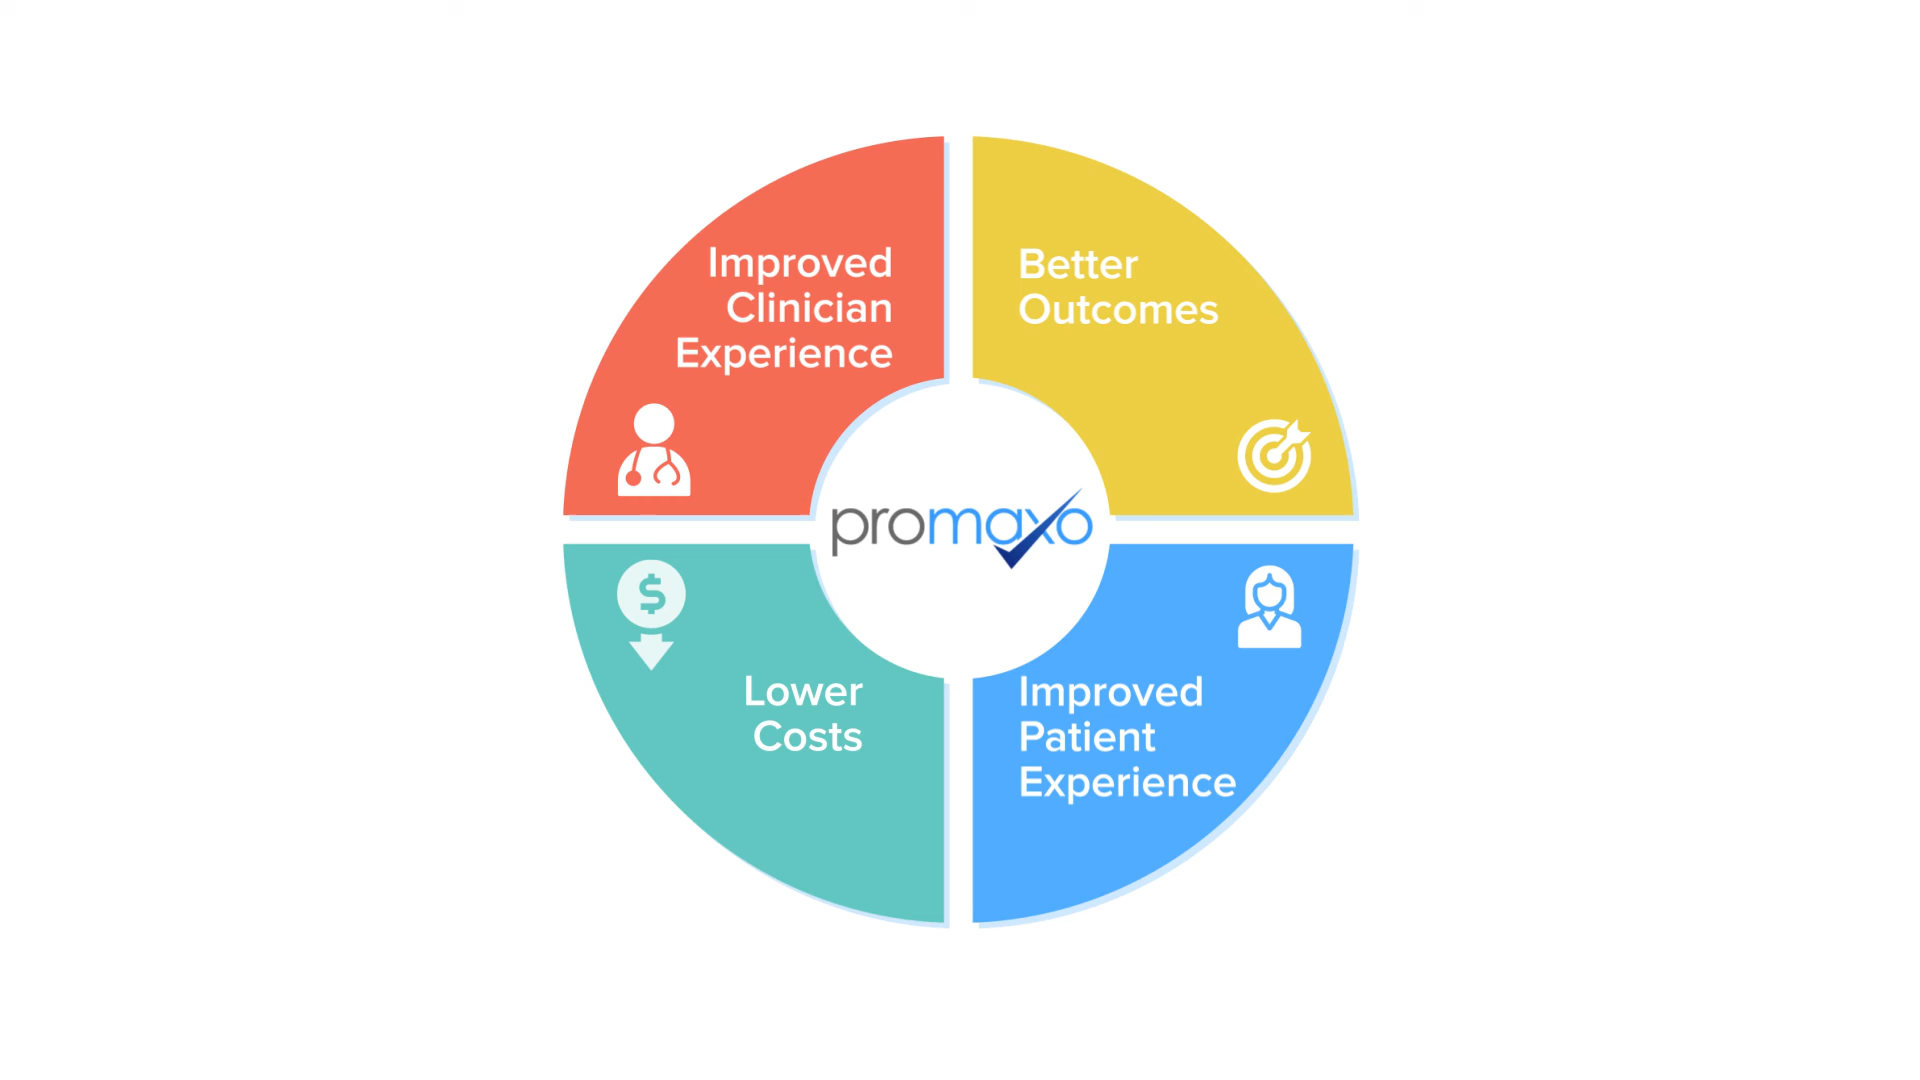 Improved
Clinician
Experience
Better
Outcomes
promaxo
$
Lower
Costs
Improved
Patient
Experience